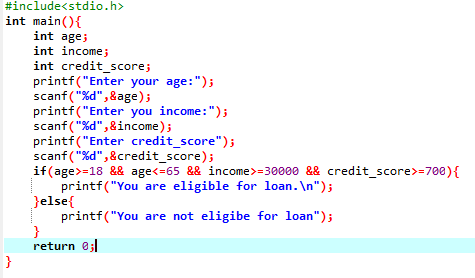 #include<stdio.h>
int main(){
    int age;
    int income;
    int credit_score;
    printf("Enter your age:");
    scanf("%d",&age);
    printf("Enter you income:");
    scanf("%d",&income);
    printf("Enter credit_score");
    scanf("%d",&credit_score);
    if(age>=18 && age<=65 && income>=30000 && credit_score>=700){
        printf("You are eligible for loan.\n");
    }else{
        printf("You are not eligibe for loan");
    }
    return 0;
}